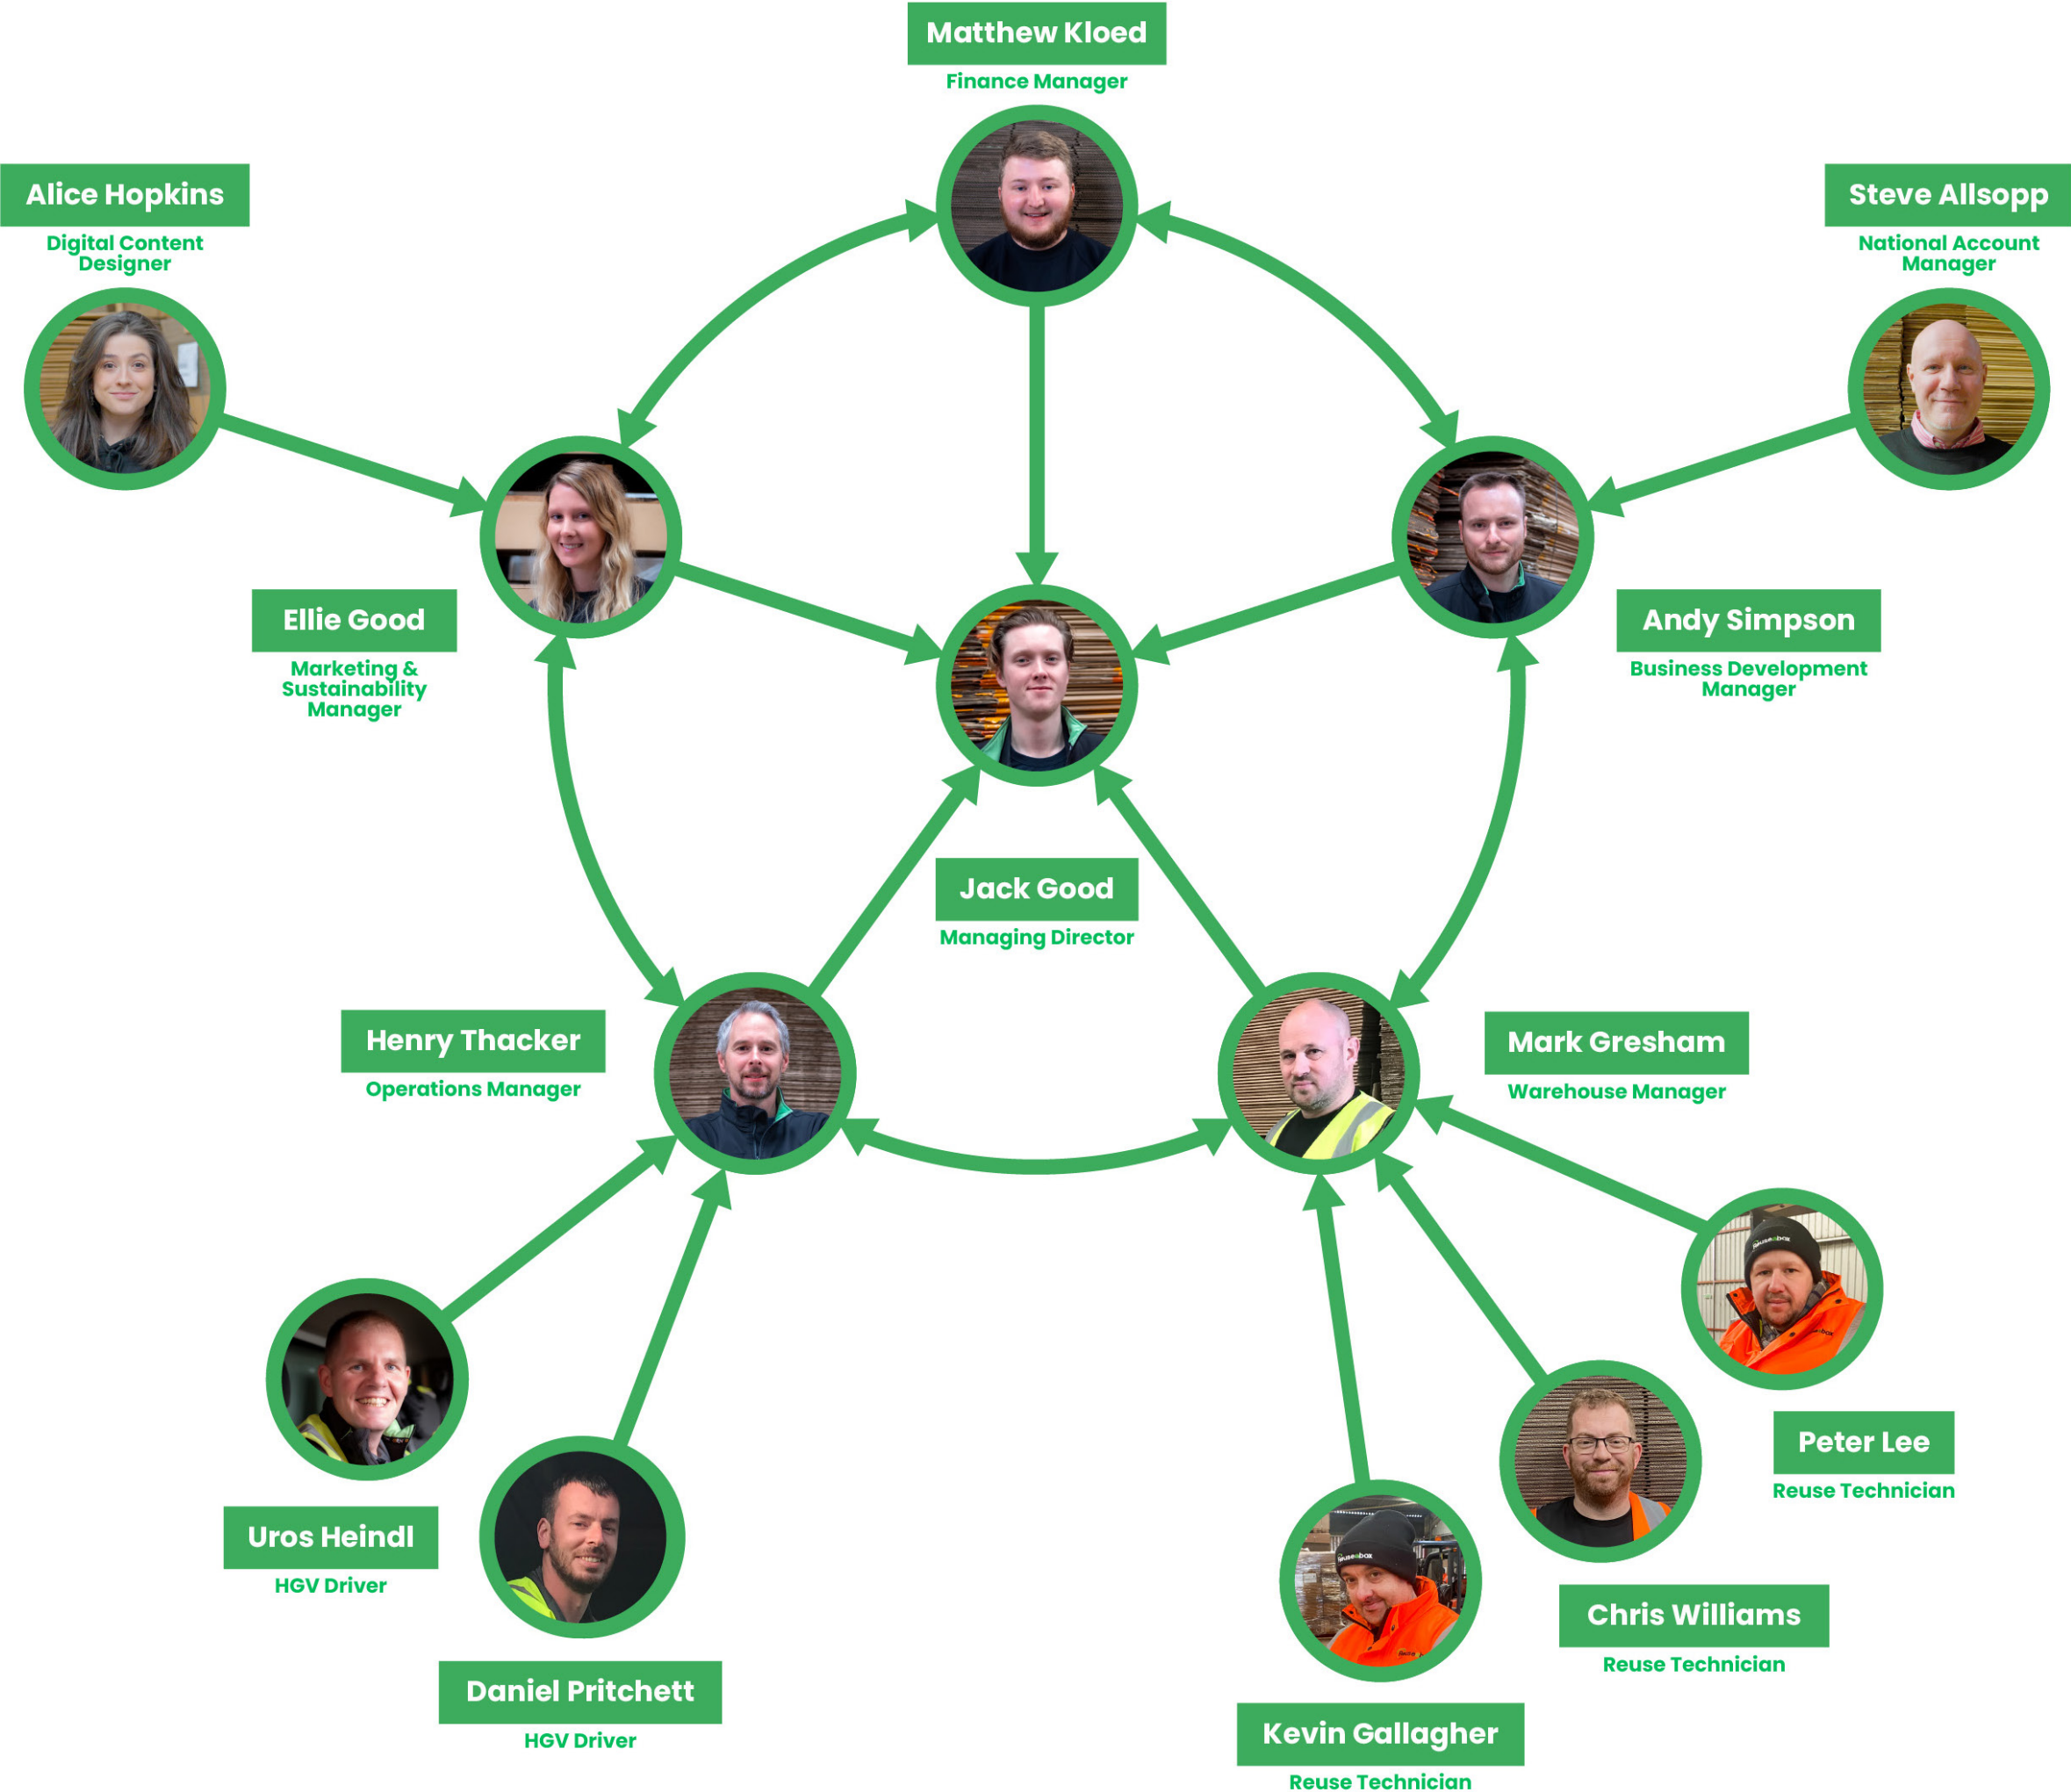 Matthew Kloed
Finance Manager
Alice Hopkins
Digital Content
Designer
Steve Allsopp
National Account
Manager
Ellie Good
Marketing &
Sustainability
Manager
Andy Simpson
Business Development
Manager
Jack Good
Managing Director
Henry Thacker
Operations Manager
Mark Gresham
Warehouse Manager
Peter Lee
Reuse Technician
Uros Heindl
HGV Driver
Chris Williams
Reuse Technician
Daniel Pritchett
HGV Driver
Kevin Gallagher
Reuse Technician